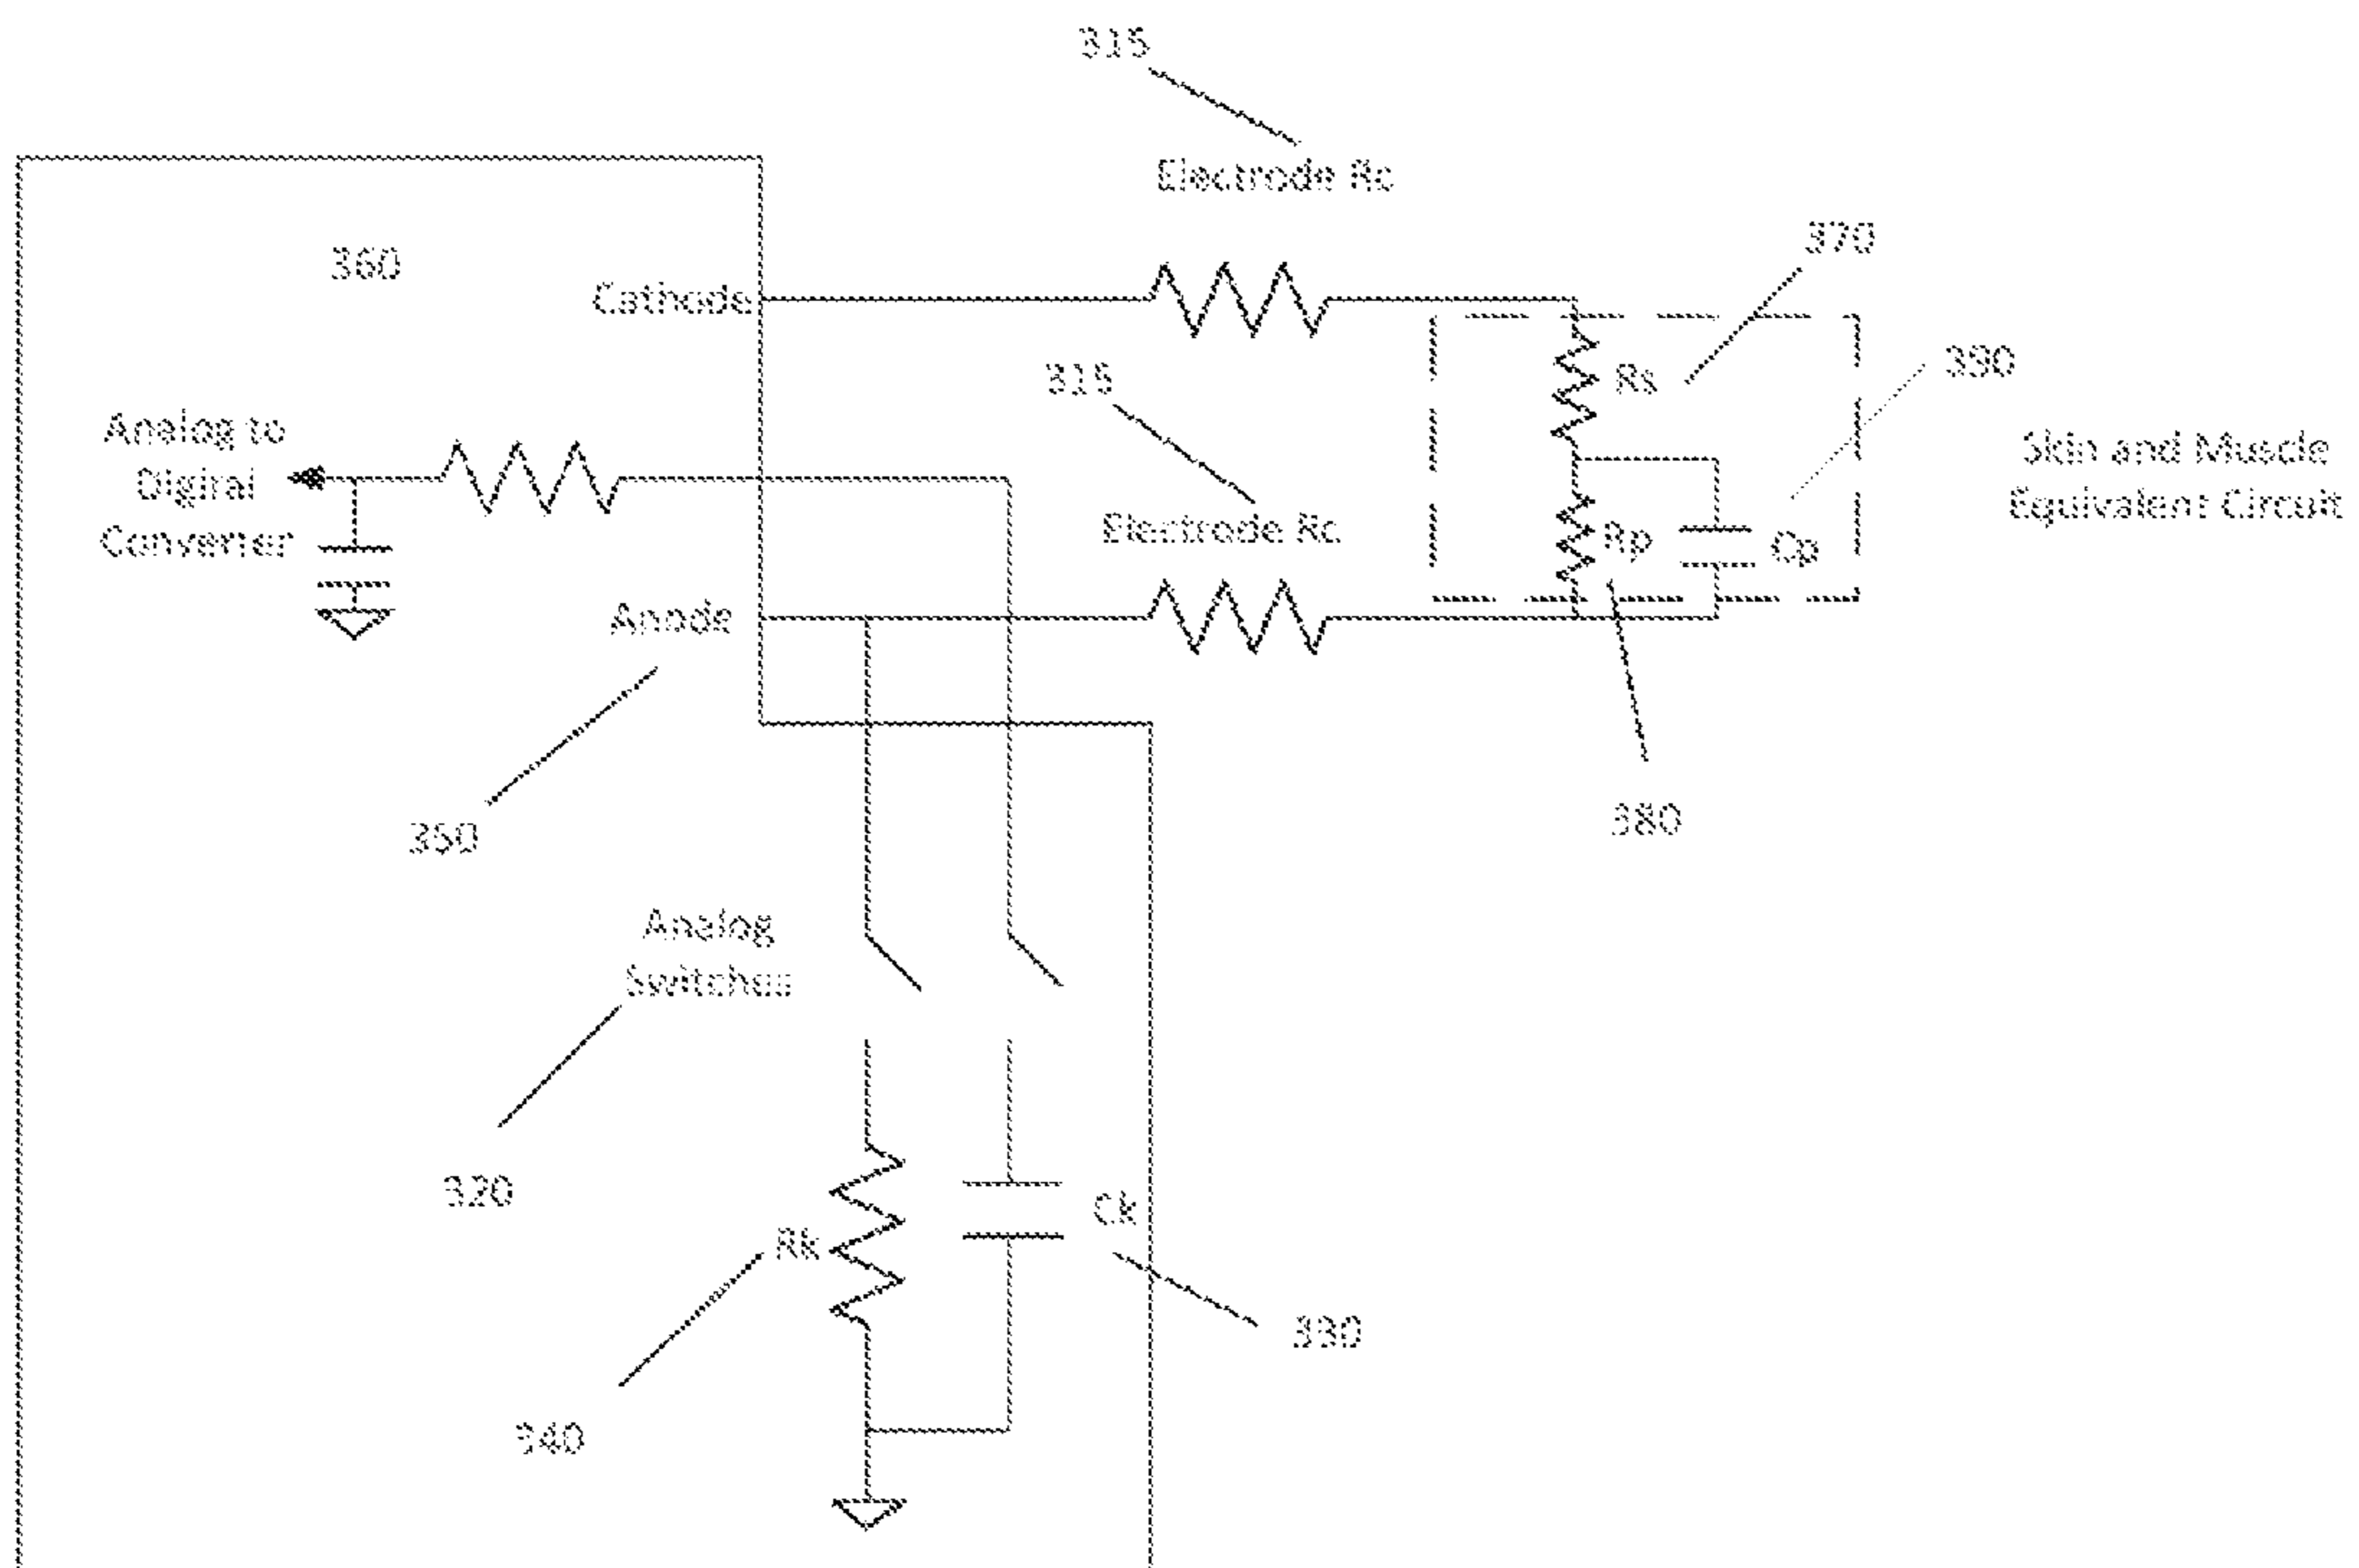 315
Electrode Rc
360
Cathode
370
315
Rs
390
Analog to
Digiral
Converter
Skin and Muscle
Equivalent Circuit
Electrode Rc
Rp
Cp
Anode
350
380
Analog
Switches
320
Ck
Rk
330
340